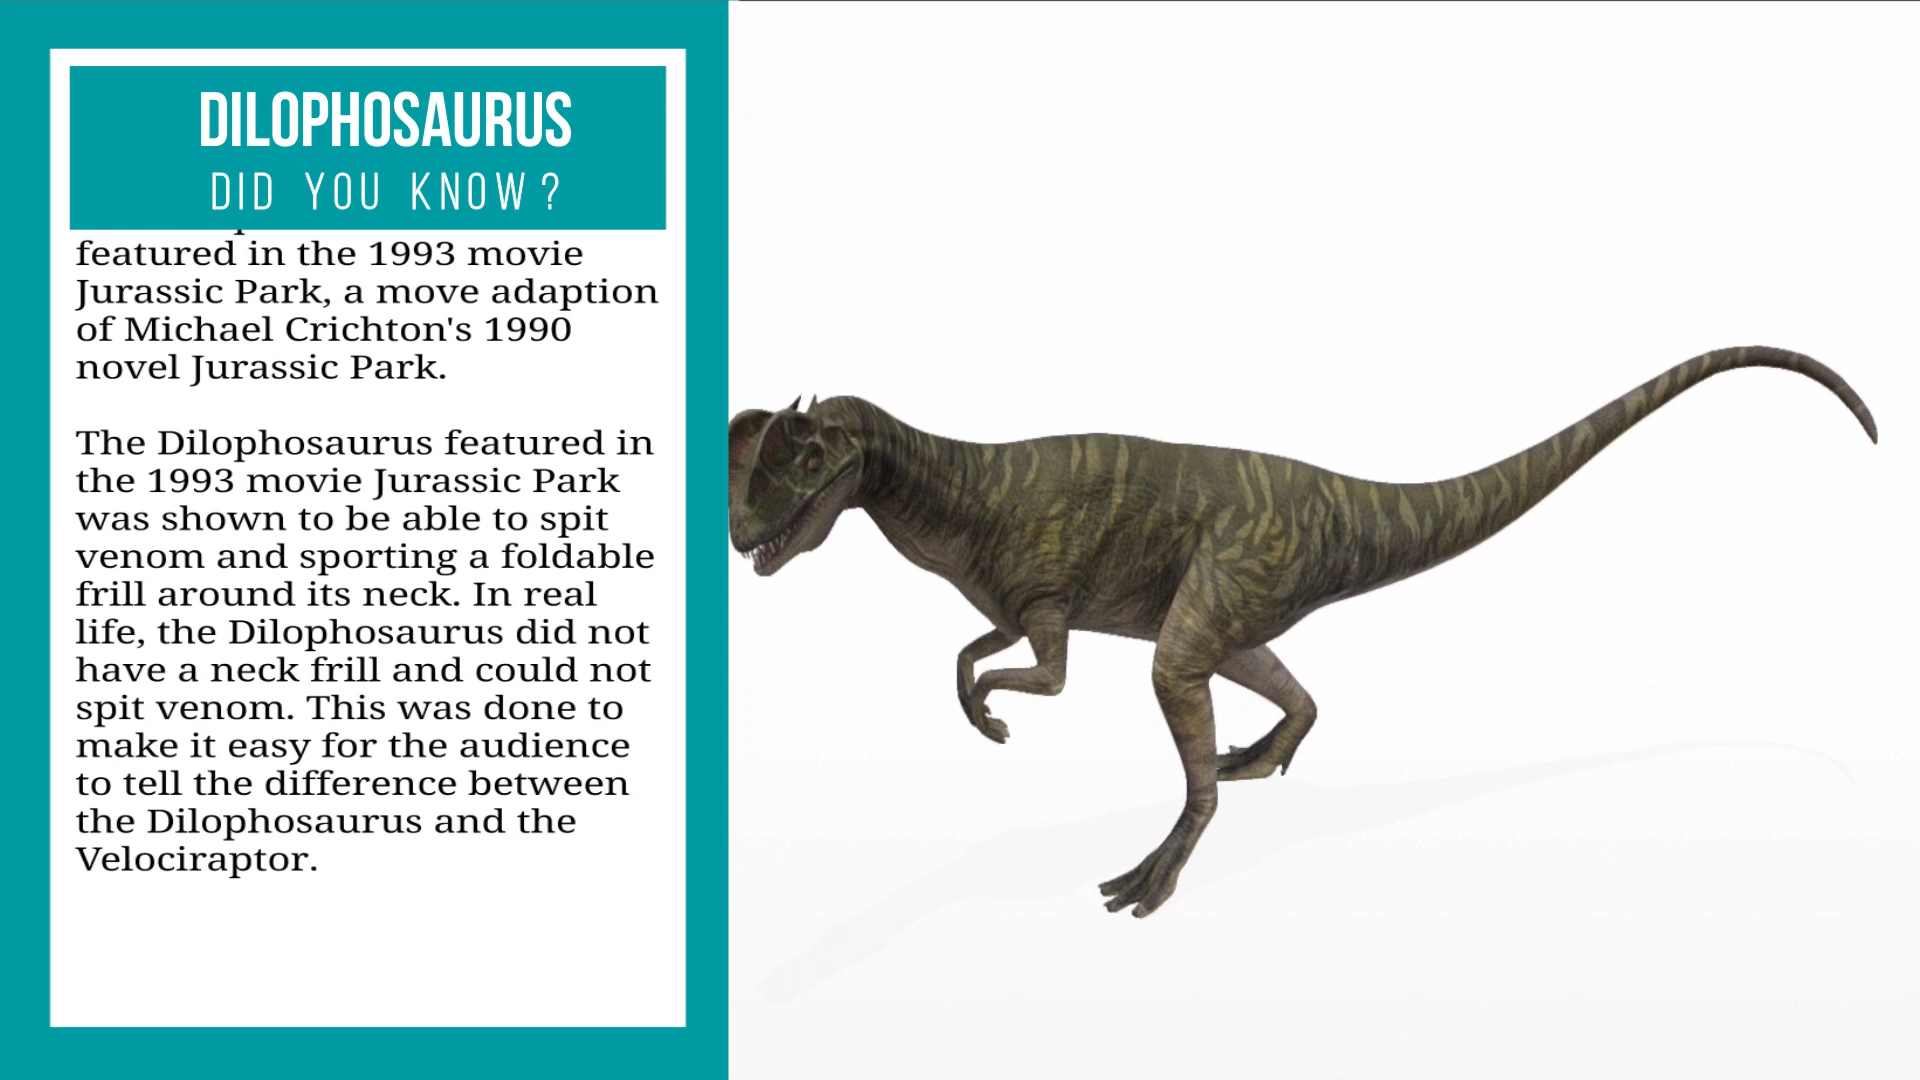 DILOPHOSAURUS
DID YOU KNOW?
featured in the 1993 movie
Jurassic Park, a move adaption
of Michael Crichton's 1990
novel Jurassic Park.
The Dilophosaurus featured in
the 1993 movie Jurassic Park
was shown to be able to spit
venom and sporting a foldable
frill around its neck. In real
life, the Dilophosaurus did not
have a neck frill and could not
spit venom. This was done to
make it easy for the audience
to tell the difference between
the Dilophosaurus and the
Velociraptor.